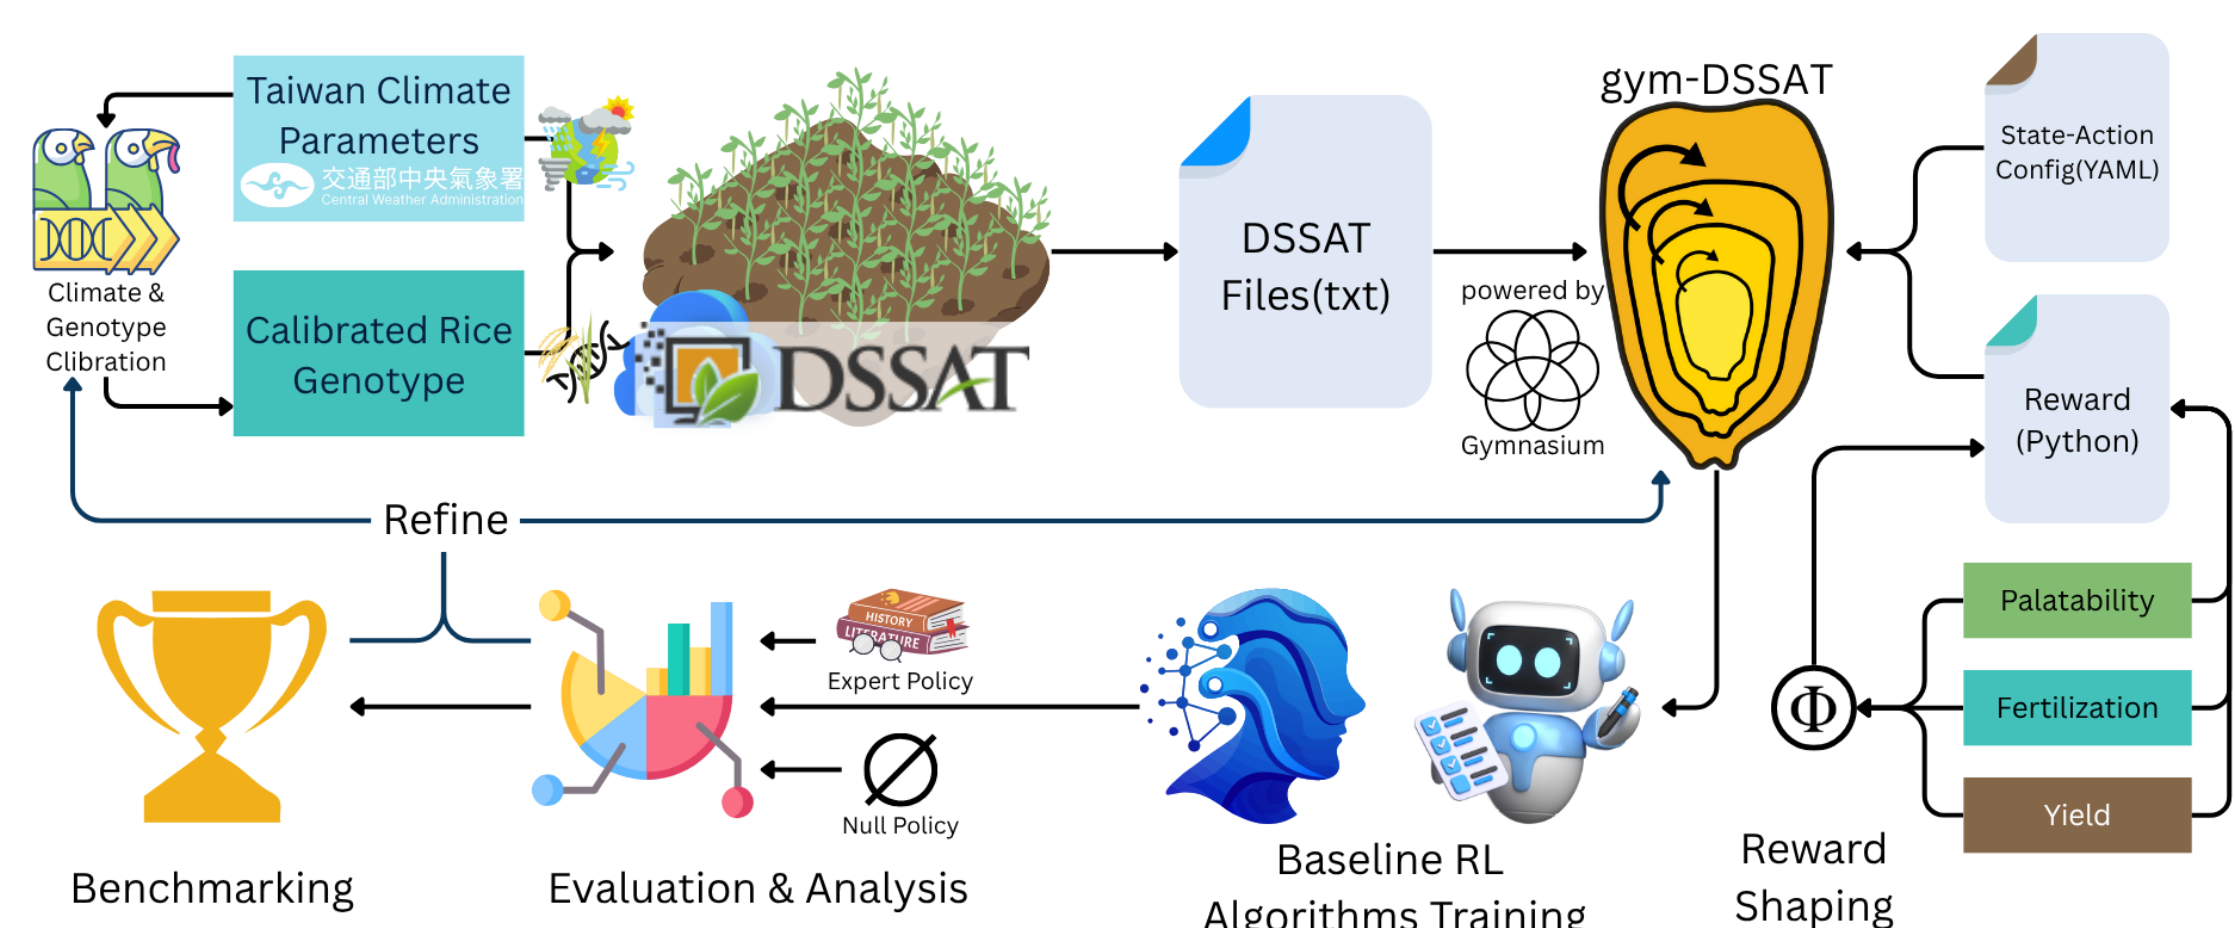 Taiwan Climate
Parameters
交通部中央氣象署
Central Weather Administration
Climate &
Genotype
Clibration
Calibrated Rice
Genotype
DSSAT
DSSAT
Files(txt)
gym-DSSAT
powered by
Gymnasium
State-Action
Config(YAML)
Reward
(Python)
Refine
HISTORY
LITERATURE
Expert Policy
Null Policy
Palatability
Fertilization
Yield
Φ
Benchmarking
Evaluation & Analysis
Baseline RL
Algorithms Training
Reward
Shaping